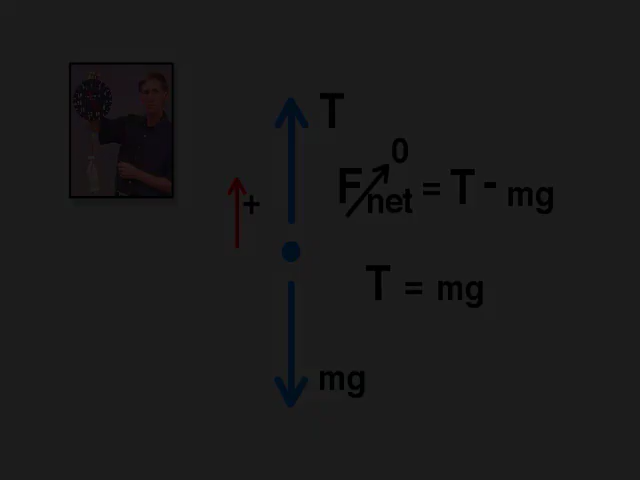 T
0
Fnet = T - mg
+
T = mg
mg